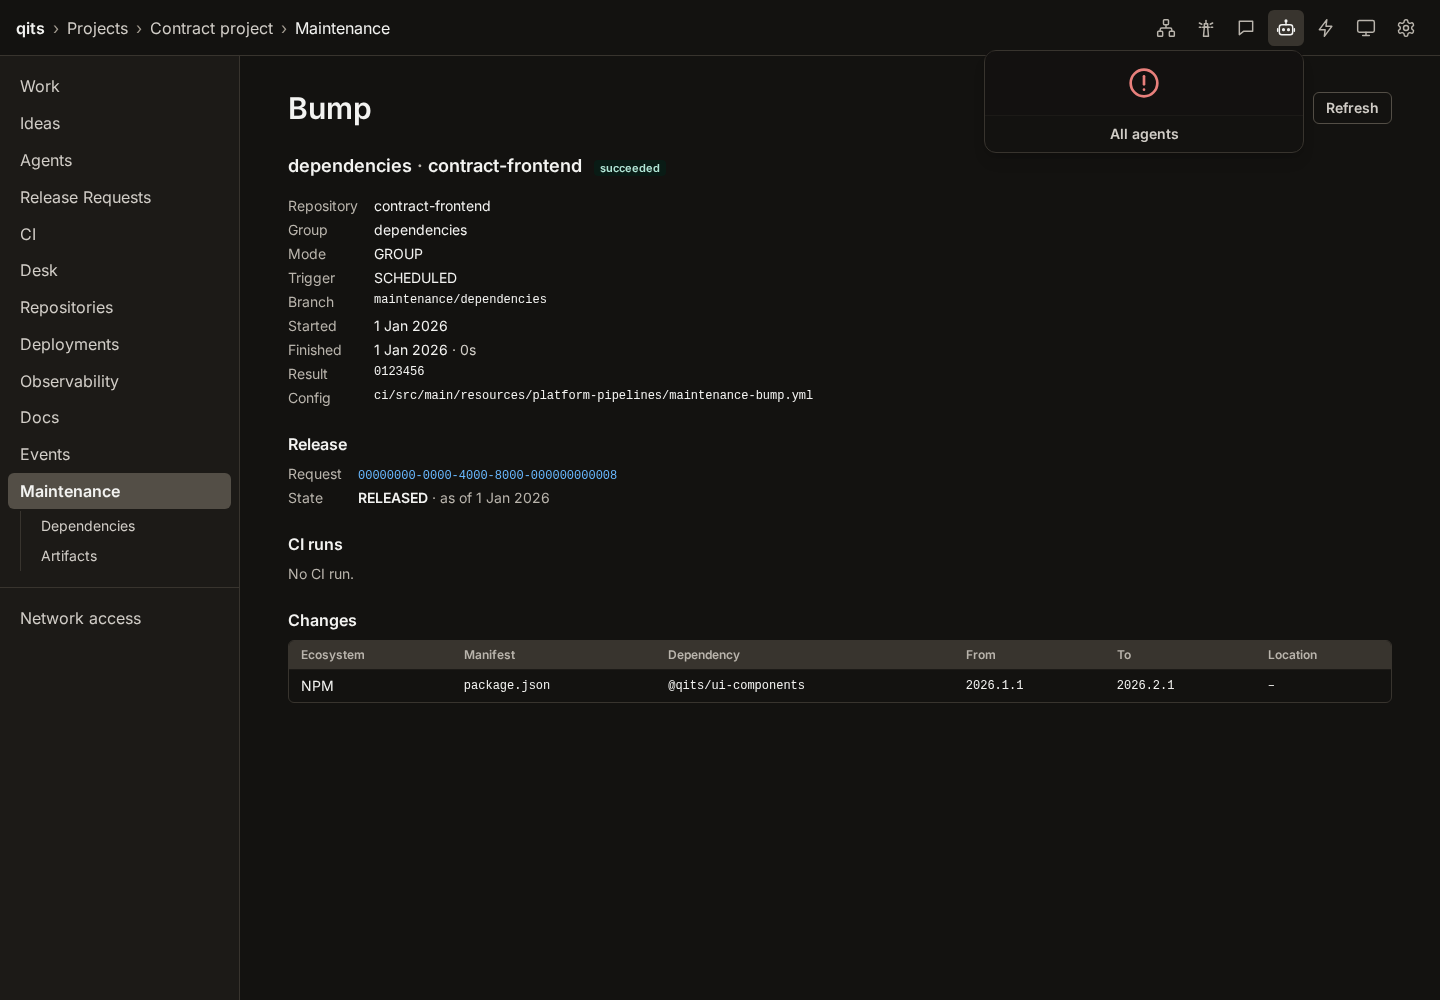 qits › Projects › Contract project › Maintenance
All agents
Work
Ideas
Agents
Release Requests
CI
Desk
Repositories
Deployments
Observability
Docs
Events
Maintenance
Dependencies
Artifacts
Network access
Bump
Refresh
dependencies · contract-frontend succeeded
Repository contract-frontend
Group dependencies
Mode GROUP
Trigger SCHEDULED
Branch maintenance/dependencies
Started 1 Jan 2026
Finished 1 Jan 2026 · 0s
Result 0123456
Config ci/src/main/resources/platform-pipelines/maintenance-bump.yml
Release
Request 00000000-0000-4000-8000-000000000008
State RELEASED · as of 1 Jan 2026
CI runs
No CI run.
Changes
Ecosystem Manifest Dependency From To Location
NPM package.json @qits/ui-components 2026.1.1 2026.2.1 –